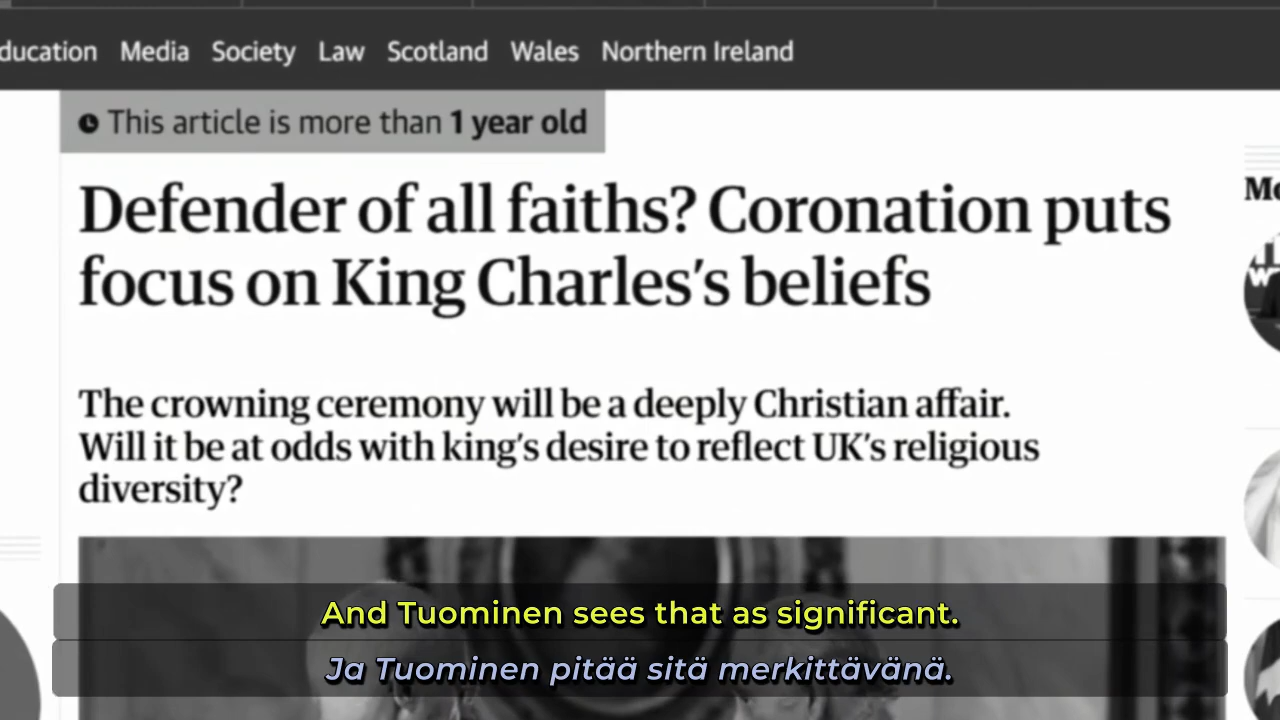 Education Media Society Law Scotland Wales Northern Ireland
This article is more than 1 year old
Defender of all faiths? Coronation puts
focus on King Charles's beliefs
The crowning ceremony will be a deeply Christian affair.
Will it be at odds with king's desire to reflect UK's religious
diversity?
And Tuominen sees that as significant.
Ja Tuominen pitää sitä merkittävänä.